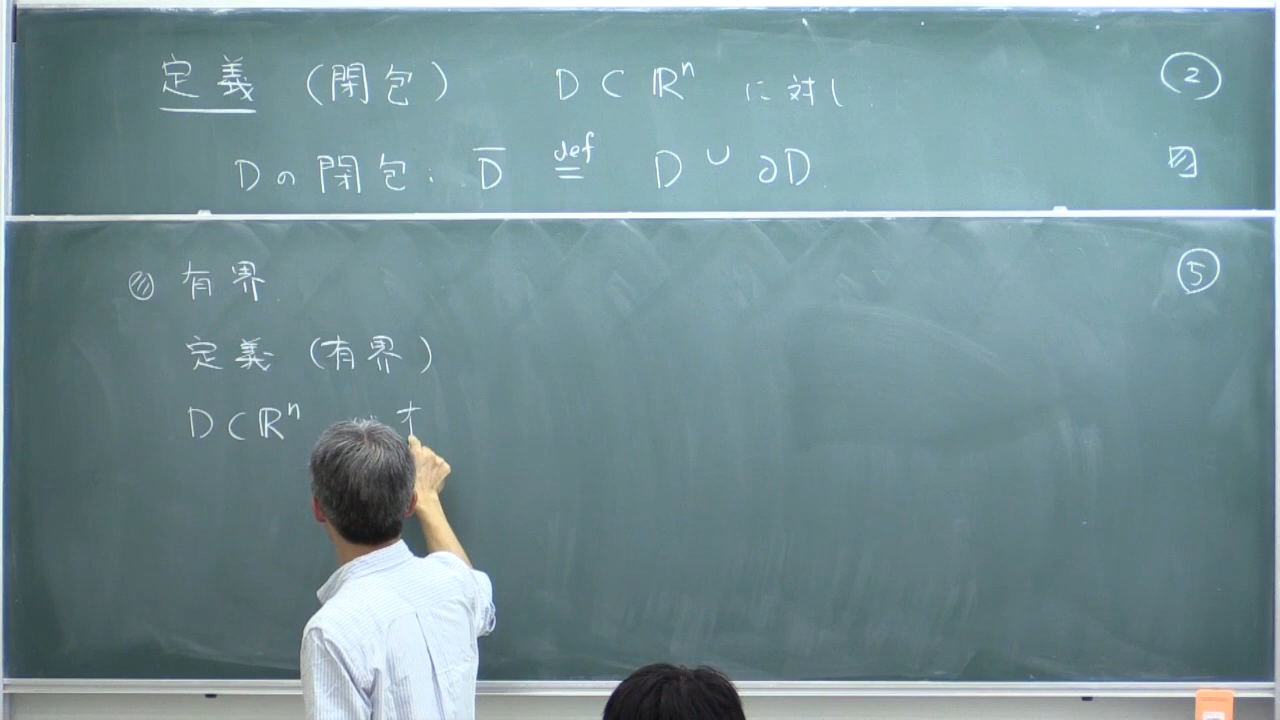 定義 (閉包) D ⊂ ℝⁿ に対し ②
Dの閉包: D̅ ≝ D ∪ ∂D.
有界 ⑤
定義 (有界)
D⊂ℝⁿ